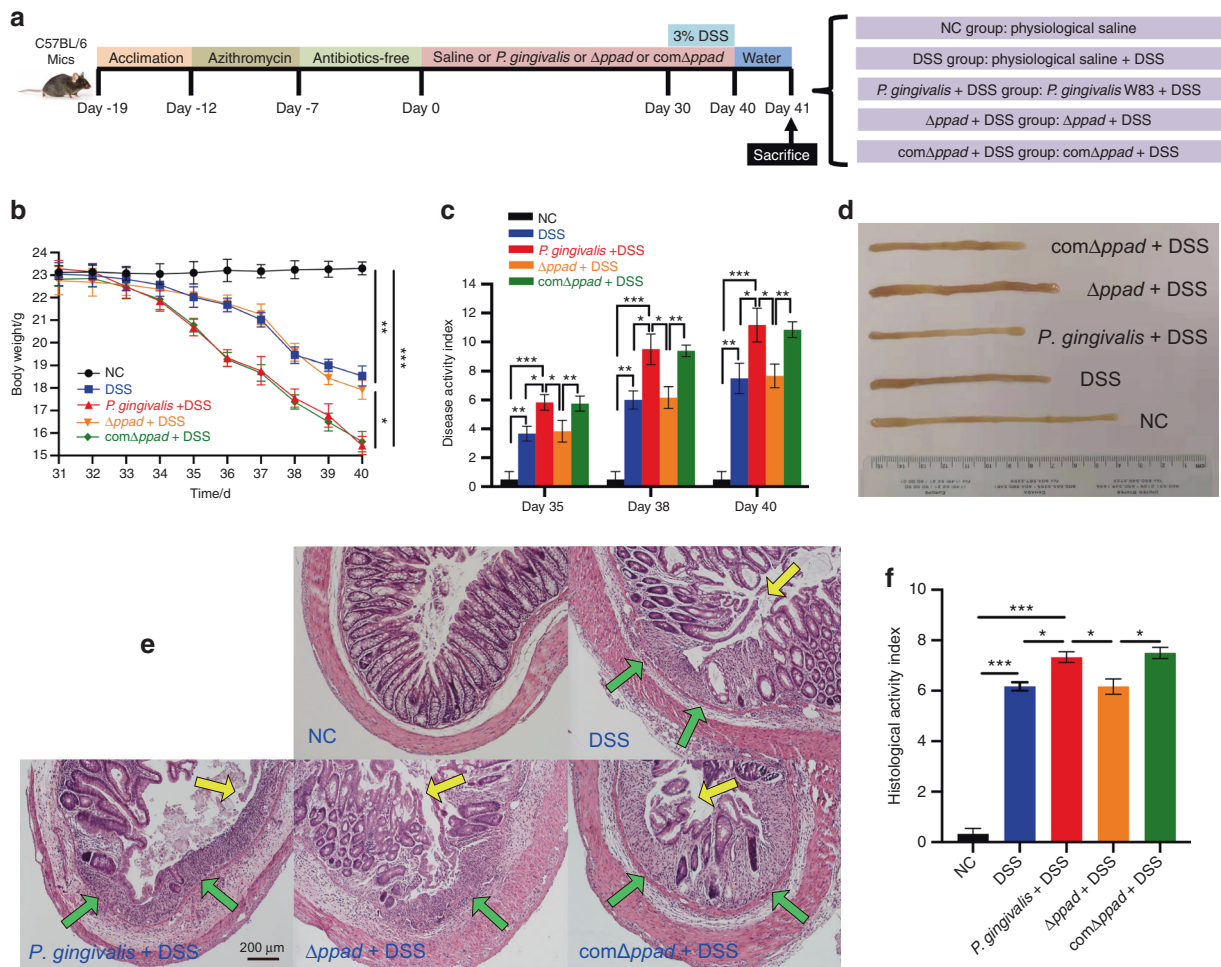 a
C57BL/6
Mics
Acclimation
Azithromycin
Antibiotics-free
Saline or P. gingivalis or Δppad or comΔppad
3% DSS
Water
Day -19
Day -12
Day -7
Day 0
Day 30
Day 40
Day 41
Sacrifice
NC group: physiological saline
DSS group: physiological saline + DSS
P. gingivalis + DSS group: P. gingivalis W83 + DSS
Δppad + DSS group: Δppad + DSS
comΔppad + DSS group: comΔppad + DSS
b
Body weight/g
24
23
22
21
20
19
18
17
16
15
31 32 33 34 35 36 37 38 39 40
Time/d
NC
DSS
P. gingivalis +DSS
Δppad + DSS
comΔppad + DSS
**
***
*
c
NC
DSS
P. gingivalis +DSS
Δppad + DSS
comΔppad + DSS
Disease activity index
14
12
10
8
6
4
2
0
*** * * ** **
*** * * ** **
*** * * ** **
Day 35
Day 38
Day 40
d
comΔppad + DSS
Δppad + DSS
P. gingivalis + DSS
DSS
NC
e
NC
DSS
P. gingivalis + DSS
200 μm
Δppad + DSS
comΔppad + DSS
f
Histological activity index
10
8
6
4
2
0
***
* * *
***
NC
DSS
P. gingivalis + DSS
Δppad + DSS
comΔppad + DSS